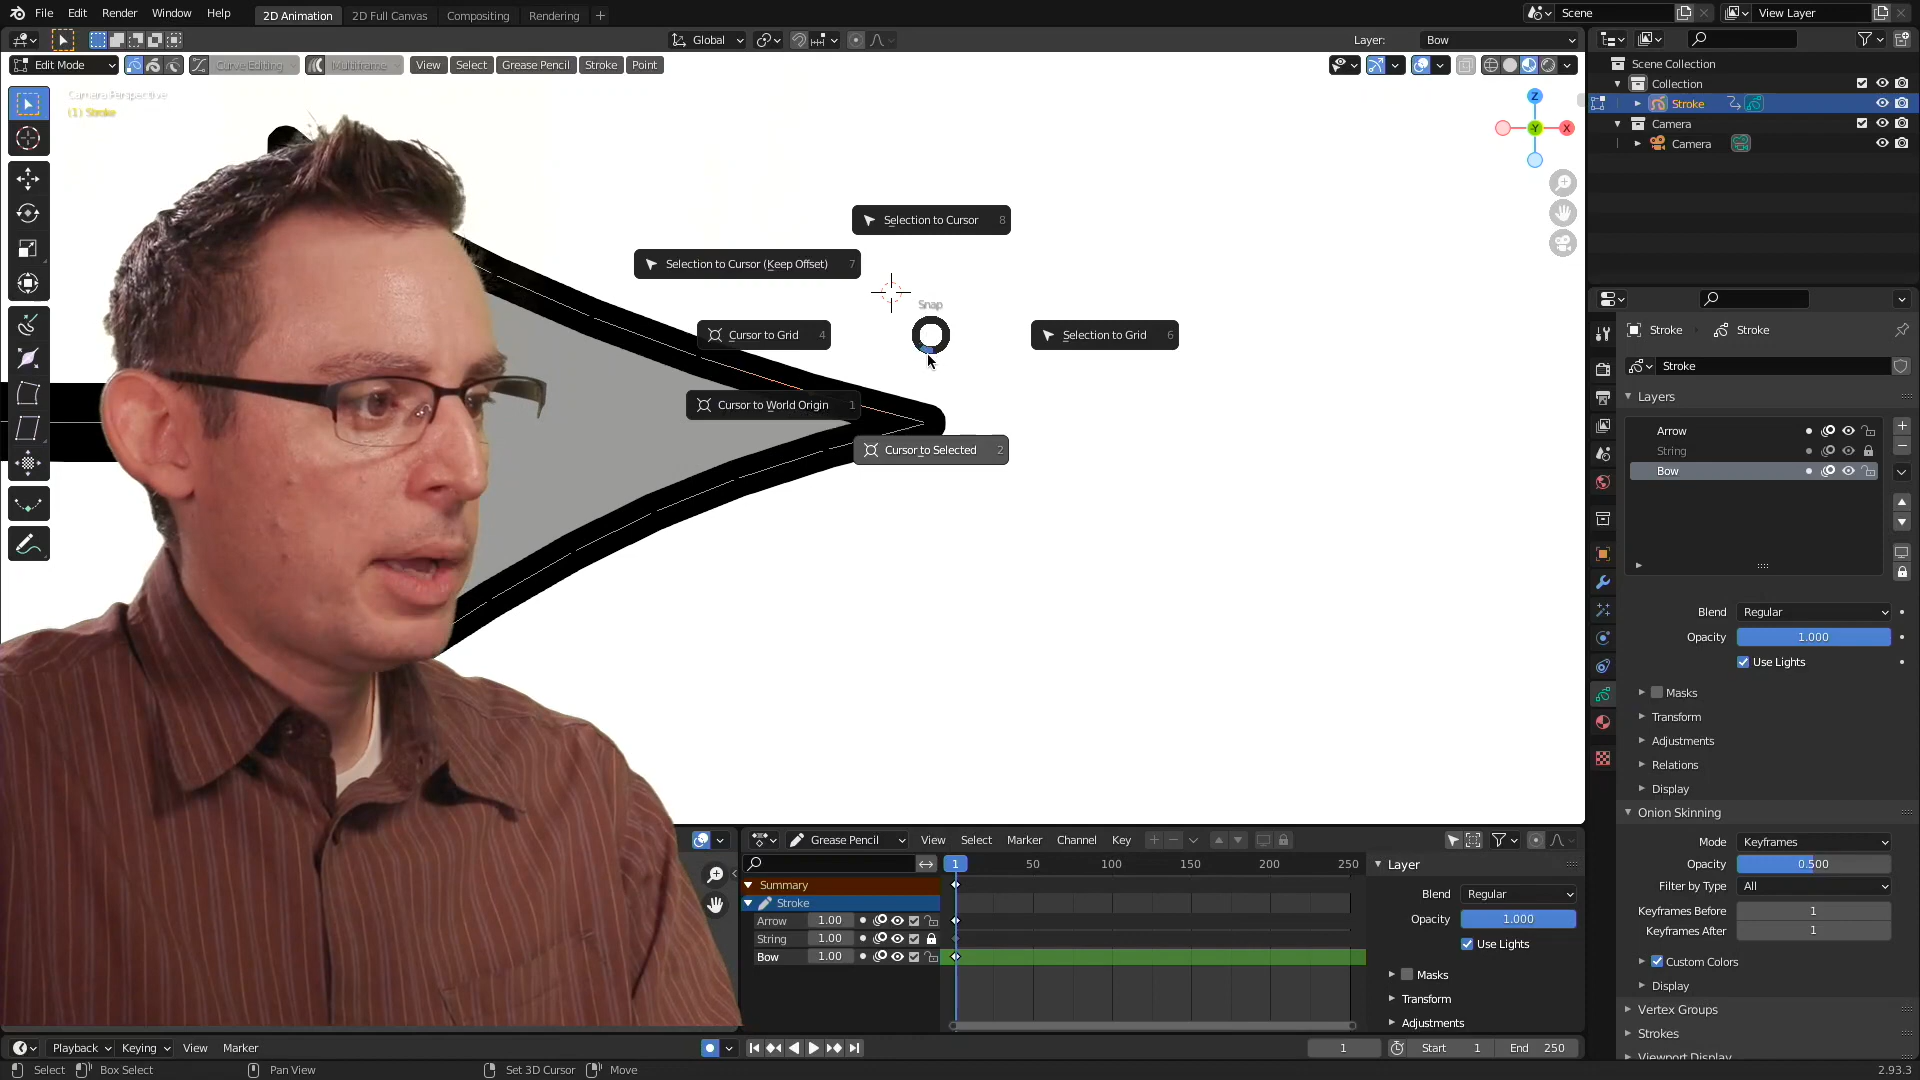 File Edit Render Window Help 2D Animation 2D Full Canvas Compositing Rendering + Scene View Layer
Global Layer: Bow
Edit Mode Curve Editing Multiframe View Select Grease Pencil Stroke Point
Camera Perspective
(1) Stroke
Z
Y
X
Selection to Cursor 8
Selection to Cursor (Keep Offset) 7
Snap
Cursor to Grid 4
Selection to Grid 6
Cursor to World Origin 1
Cursor to Selected 2
Scene Collection
Collection
Stroke
Camera
Camera
Stroke Stroke
Stroke
Layers
Arrow
String
Bow
Blend Regular
Opacity 1.000
Use Lights
Masks
Transform
Adjustments
Relations
Display
Onion Skinning
Mode Keyframes
Opacity 0.500
Filter by Type All
Keyframes Before 1
Keyframes After 1
Custom Colors
Display
Vertex Groups
Strokes
Viewport Display
Grease Pencil View Select Marker Channel Key
1 50 100 150 200 250
Summary
Stroke
Arrow 1.00
String 1.00
Bow 1.00
Layer
Blend Regular
Opacity 1.000
Use Lights
Masks
Transform
Adjustments
Playback Keying View Marker 1 Start 1 End 250
Select Box Select Pan View Set 3D Cursor Move 2.93.3